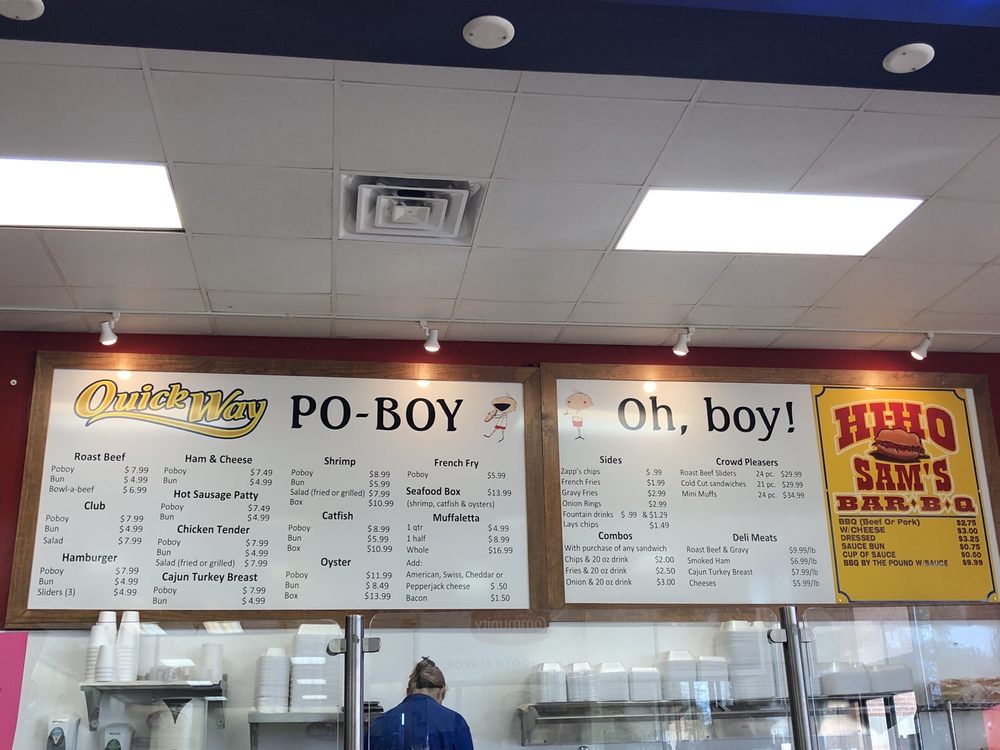 Quick Way PO-BOY
Roast Beef
Poboy $7.99
Bun $4.99
Bowl-a-beef $6.99
Club
Poboy $7.99
Bun $4.99
Salad $7.99
Hamburger
Poboy $7.99
Bun $4.99
Sliders (3) $4.99
Ham & Cheese
Poboy $7.49
Bun $4.99
Hot Sausage Patty
Poboy $7.49
Bun $4.99
Chicken Tender
Poboy $7.99
Bun $4.99
Salad (fried or grilled) $7.99
Cajun Turkey Breast
Poboy $7.99
Bun $4.99
Shrimp
Poboy $8.99
Bun $5.99
Salad (fried or grilled) $7.99
Box $10.99
Catfish
Poboy $8.99
Bun $5.99
Box $10.99
Oyster
Poboy $11.99
Bun $8.49
Box $13.99
French Fry
Poboy $5.99
Seafood Box $13.99
(shrimp, catfish & oysters)
Muffaletta
1 qtr $4.99
1 half $8.99
Whole $16.99
Add:
American, Swiss, Cheddar or
Pepperjack cheese $.50
Bacon $1.50
Oh, boy!
Sides
Zapp's chips $.99
French Fries $1.99
Gravy Fries $2.99
Onion Rings $2.99
Fountain drinks $.99 & $1.29
Lays chips $1.49
Combos
With purchase of any sandwich
Chips & 20 oz drink $2.00
Fries & 20 oz drink $2.50
Onion & 20 oz drink $3.00
Crowd Pleasers
Roast Beef Sliders 24 pc. $29.99
Cold Cut sandwiches 21 pc. $29.99
Mini Muffs 24 pc. $34.99
Deli Meats
Roast Beef & Gravy $9.99/lb
Smoked Ham $6.99/lb
Cajun Turkey Breast $7.99/lb
Cheeses $5.99/lb
HI-HO
SAM'S
BAR-B-Q
BBQ (Beef Or Pork) $2.75
W/CHEESE $3.00
DRESSED $3.25
SAUCE BUN $0.75
CUP OF SAUCE $0.50
BBQ BY THE POUND W/SAUCE $9.99